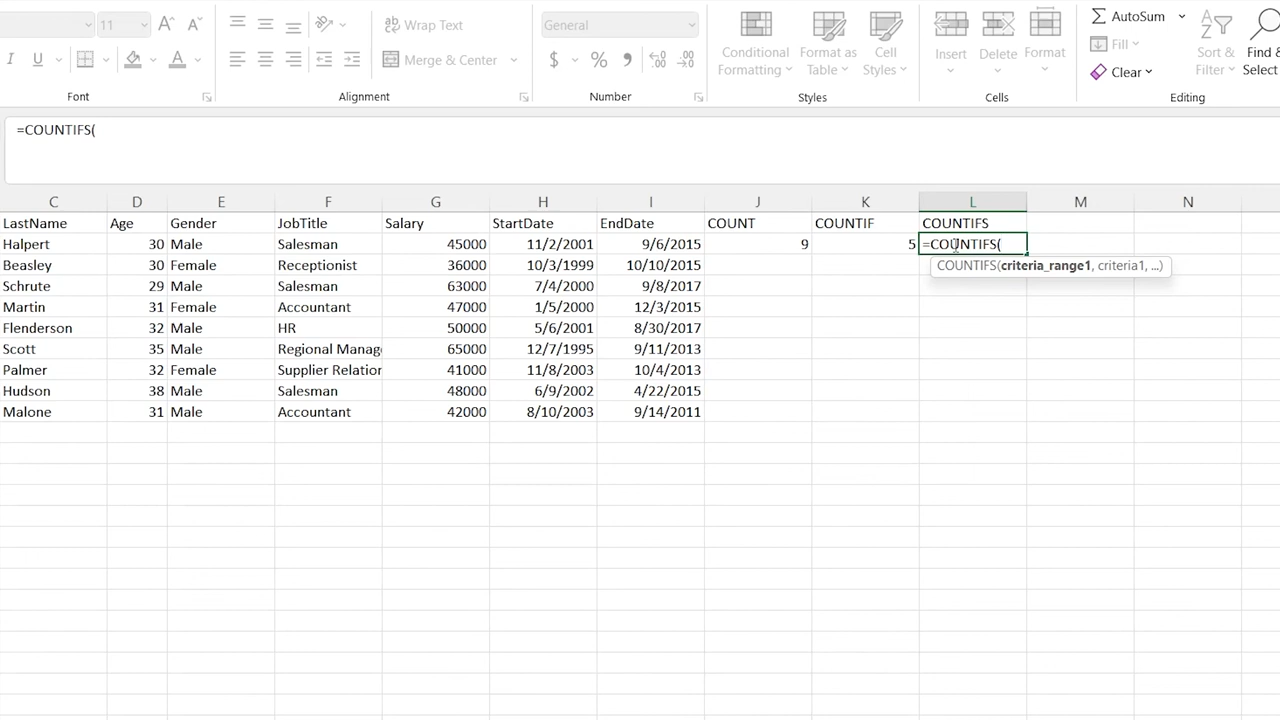 11 A^ A˅ Wrap Text General Conditional Formatting Format as Table Cell Styles Insert Delete Format AutoSum Fill Clear Sort & Filter Find & Select
I U A Merge & Center $ % 9 .00 .00
Font Alignment Number Styles Cells Editing
=COUNTIFS(
C D E F G H I J K L M N
LastName Age Gender JobTitle Salary StartDate EndDate COUNT COUNTIF COUNTIFS
Halpert 30 Male Salesman 45000 11/2/2001 9/6/2015 9 5 =COUNTIFS(
Beasley 30 Female Receptionist 36000 10/3/1999 10/10/2015 COUNTIFS(criteria_range1, criteria1, ...)
Schrute 29 Male Salesman 63000 7/4/2000 9/8/2017
Martin 31 Female Accountant 47000 1/5/2000 12/3/2015
Flenderson 32 Male HR 50000 5/6/2001 8/30/2017
Scott 35 Male Regional Manag 65000 12/7/1995 9/11/2013
Palmer 32 Female Supplier Relation 41000 11/8/2003 10/4/2013
Hudson 38 Male Salesman 48000 6/9/2002 4/22/2015
Malone 31 Male Accountant 42000 8/10/2003 9/14/2011